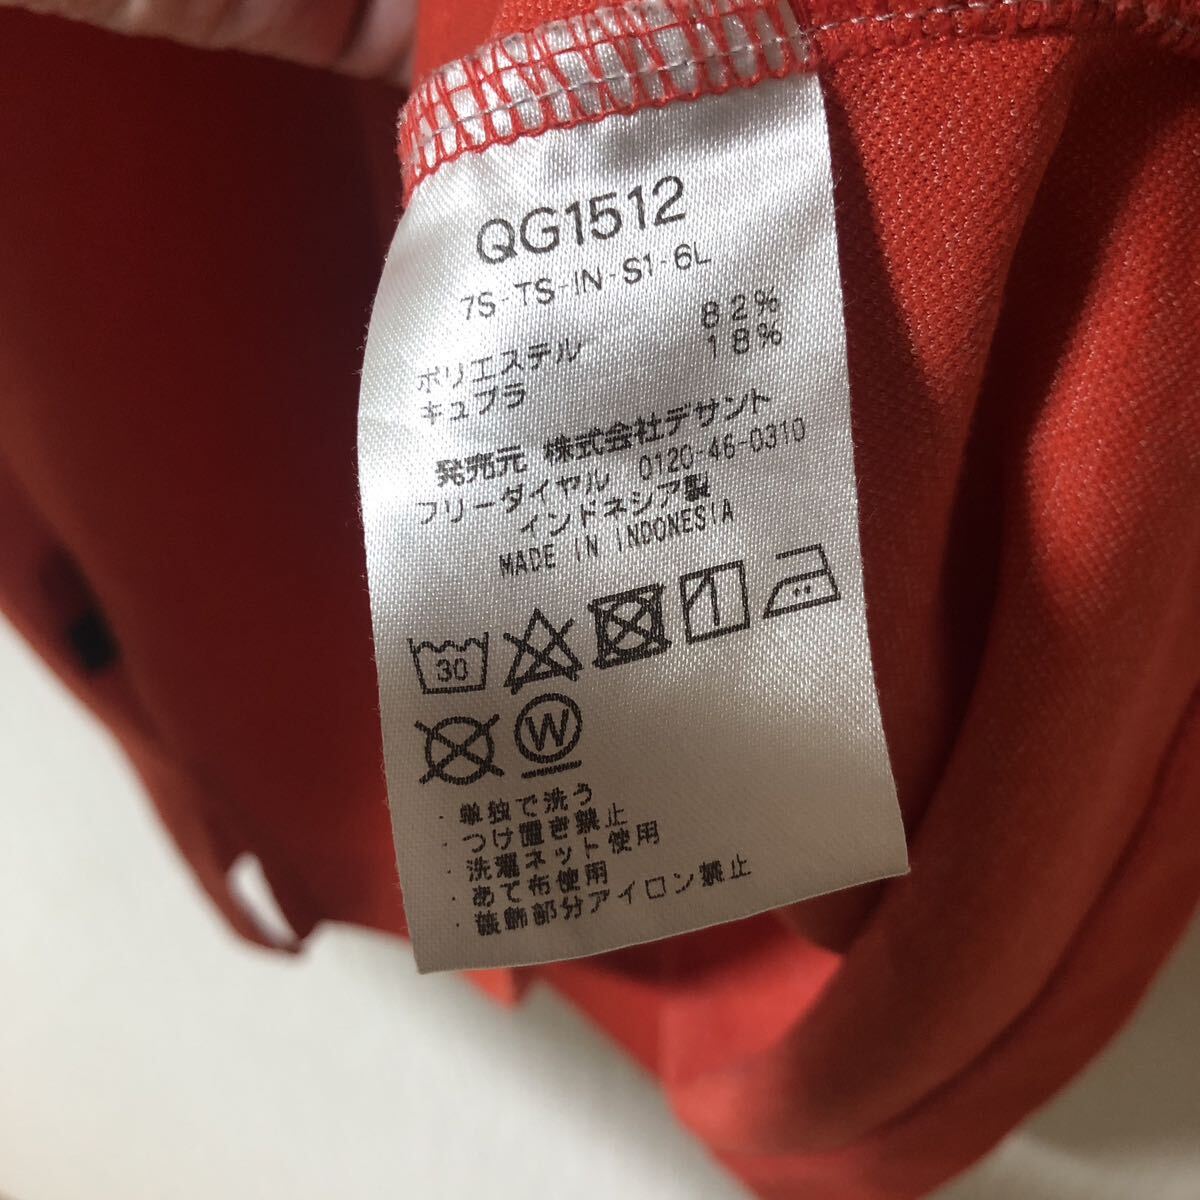 QG1512
7S-TS-IN-S1-6L
ポリエステル 82%
キュプラ 18%
発売元 株式会社デサント
フリーダイヤル 0120-46-0310
インドネシア製
MADE IN INDONESIA
30
W
・単独で洗う
・つけ置き禁止
・洗濯ネット使用
・あて布使用
・装飾部分アイロン禁止